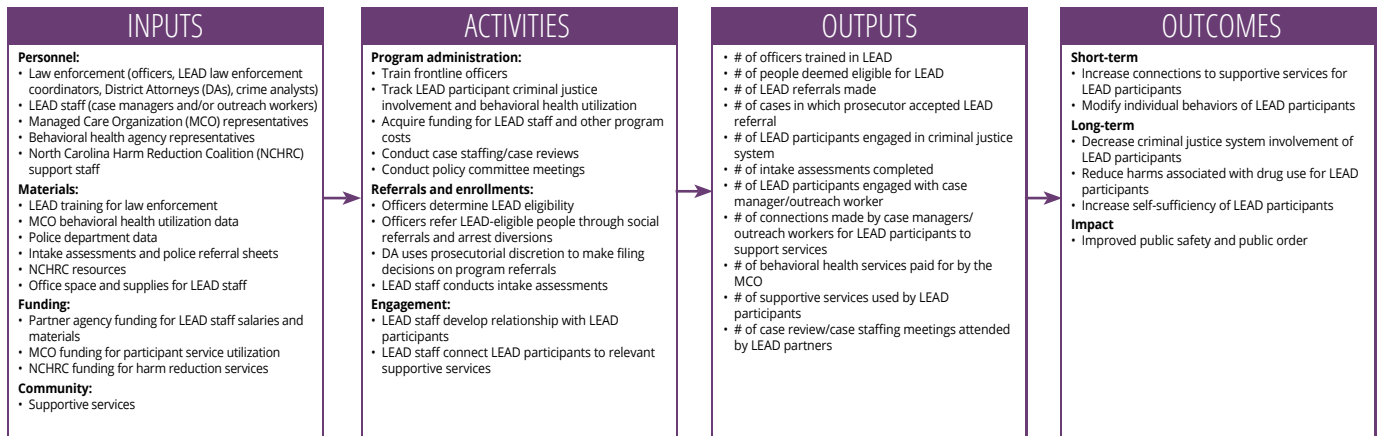 INPUTS
Personnel:
• Law enforcement (officers, LEAD law enforcement
coordinators, District Attorneys (DAs), crime analysts)
• LEAD staff (case managers and/or outreach workers)
• Managed Care Organization (MCO) representatives
• Behavioral health agency representatives
• North Carolina Harm Reduction Coalition (NCHRC)
support staff
Materials:
• LEAD training for law enforcement
• MCO behavioral health utilization data
• Police department data
• Intake assessments and police referral sheets
• NCHRC resources
• Office space and supplies for LEAD staff
Funding:
• Partner agency funding for LEAD staff salaries and
materials
• MCO funding for participant service utilization
• NCHRC funding for harm reduction services
Community:
• Supportive services
ACTIVITIES
Program administration:
• Train frontline officers
• Track LEAD participant criminal justice
involvement and behavioral health utilization
• Acquire funding for LEAD staff and other program
costs
• Conduct case staffing/case reviews
• Conduct policy committee meetings
Referrals and enrollments:
• Officers determine LEAD eligibility
• Officers refer LEAD-eligible people through social
referrals and arrest diversions
• DA uses prosecutorial discretion to make filing
decisions on program referrals
• LEAD staff conducts intake assessments
Engagement:
• LEAD staff develop relationship with LEAD
participants
• LEAD staff connect LEAD participants to relevant
supportive services
OUTPUTS
• # of officers trained in LEAD
• # of people deemed eligible for LEAD
• # of LEAD referrals made
• # of cases in which prosecutor accepted LEAD
referral
• # of LEAD participants engaged in criminal justice
system
• # of intake assessments completed
• # of LEAD participants engaged with case
manager/outreach worker
• # of connections made by case managers/
outreach workers for LEAD participants to
support services
• # of behavioral health services paid for by the
MCO
• # of supportive services used by LEAD
participants
• # of case review/case staffing meetings attended
by LEAD partners
OUTCOMES
Short-term
• Increase connections to supportive services for
LEAD participants
• Modify individual behaviors of LEAD participants
Long-term
• Decrease criminal justice system involvement of
LEAD participants
• Reduce harms associated with drug use for LEAD
participants
• Increase self-sufficiency of LEAD participants
Impact
• Improved public safety and public order